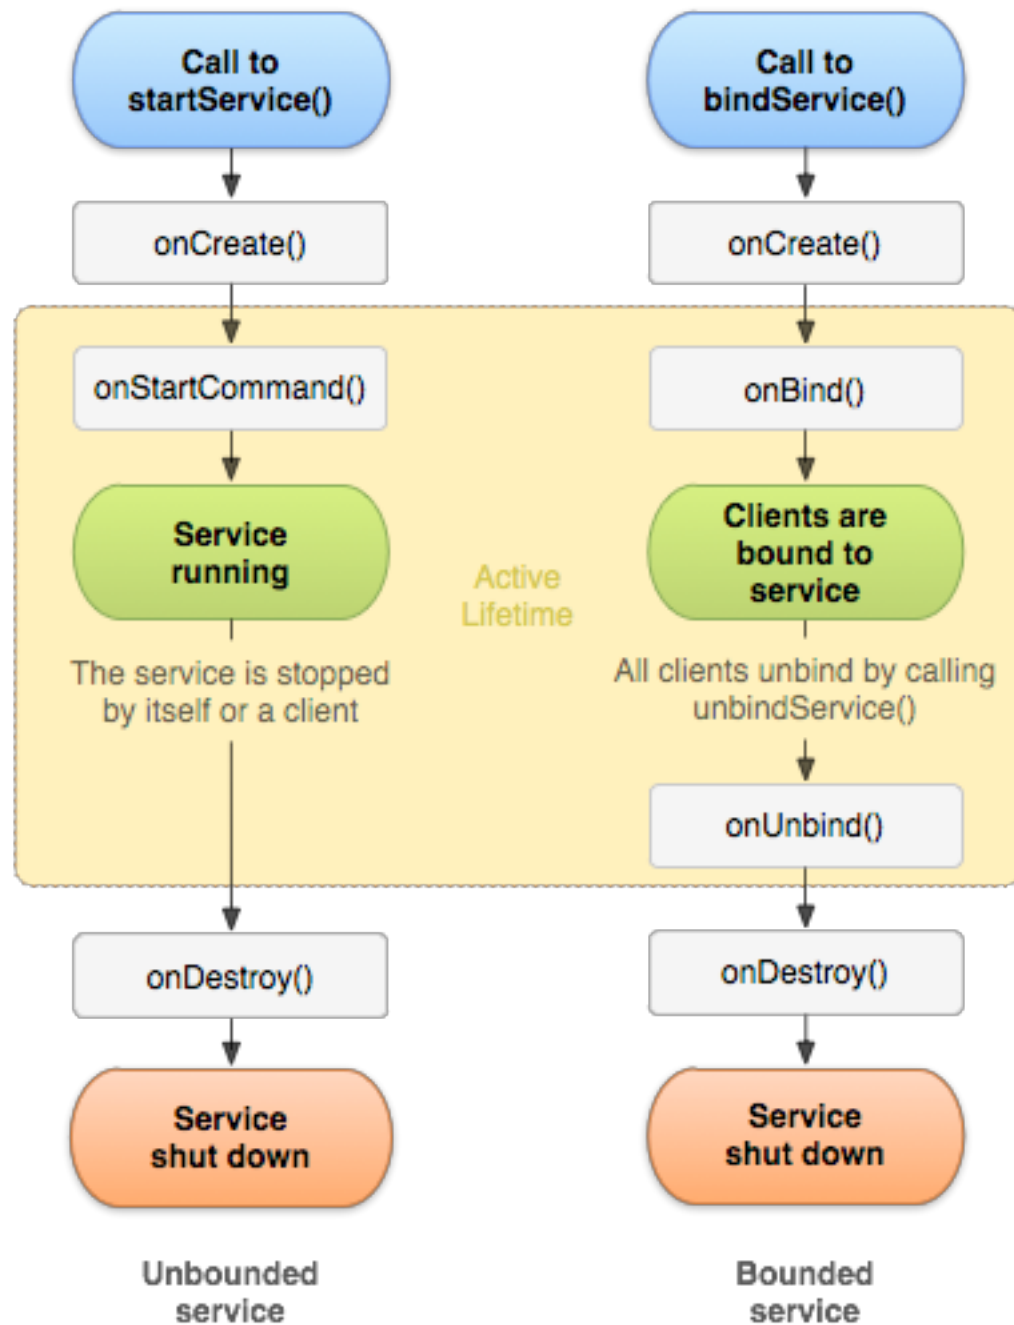 Call to
startService()
onCreate()
onStartCommand()
Service
running
The service is stopped
by itself or a client
onDestroy()
Service
shut down
Unbounded
service
Active
Lifetime
Call to
bindService()
onCreate()
onBind()
Clients are
bound to
service
All clients unbind by calling
unbindService()
onUnbind()
onDestroy()
Service
shut down
Bounded
service